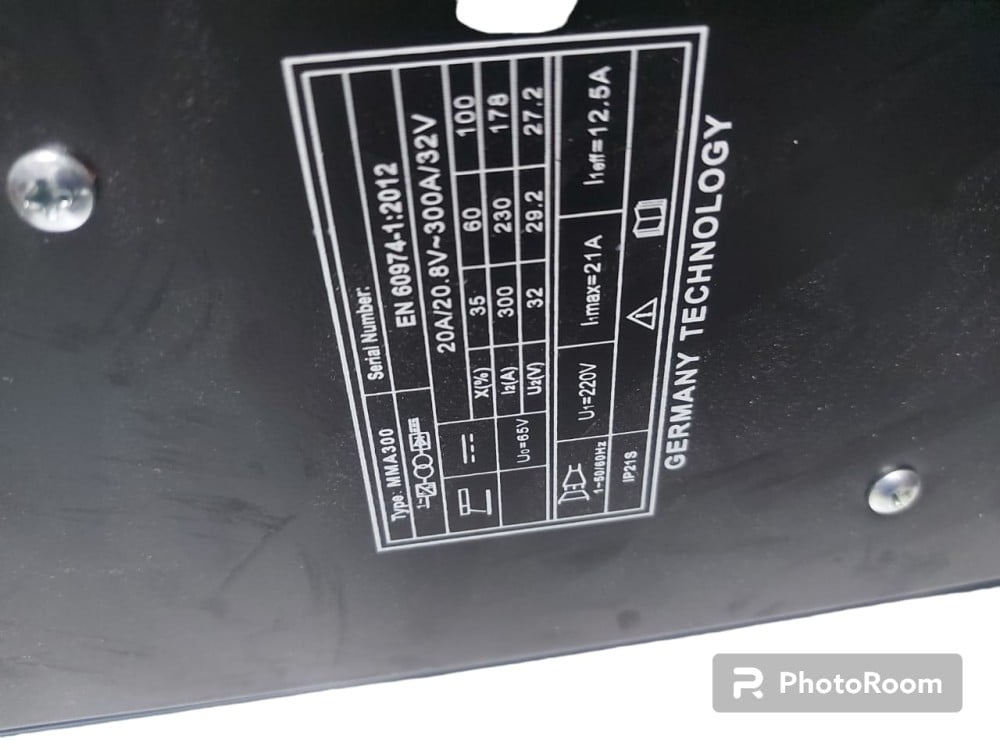 Type: MMA300 Serial Number:
1~ EN 60974-1:2012
20A/20.8V~300A/32V
X(%) 35 60 100
U₀=65V I₂(A) 300 230 178
U₂(V) 32 29.2 27.2
1~50/60Hz U₁=220V I₁max=21A I₁eff=12.5A
IP21S
GERMANY TECHNOLOGY
PhotoRoom